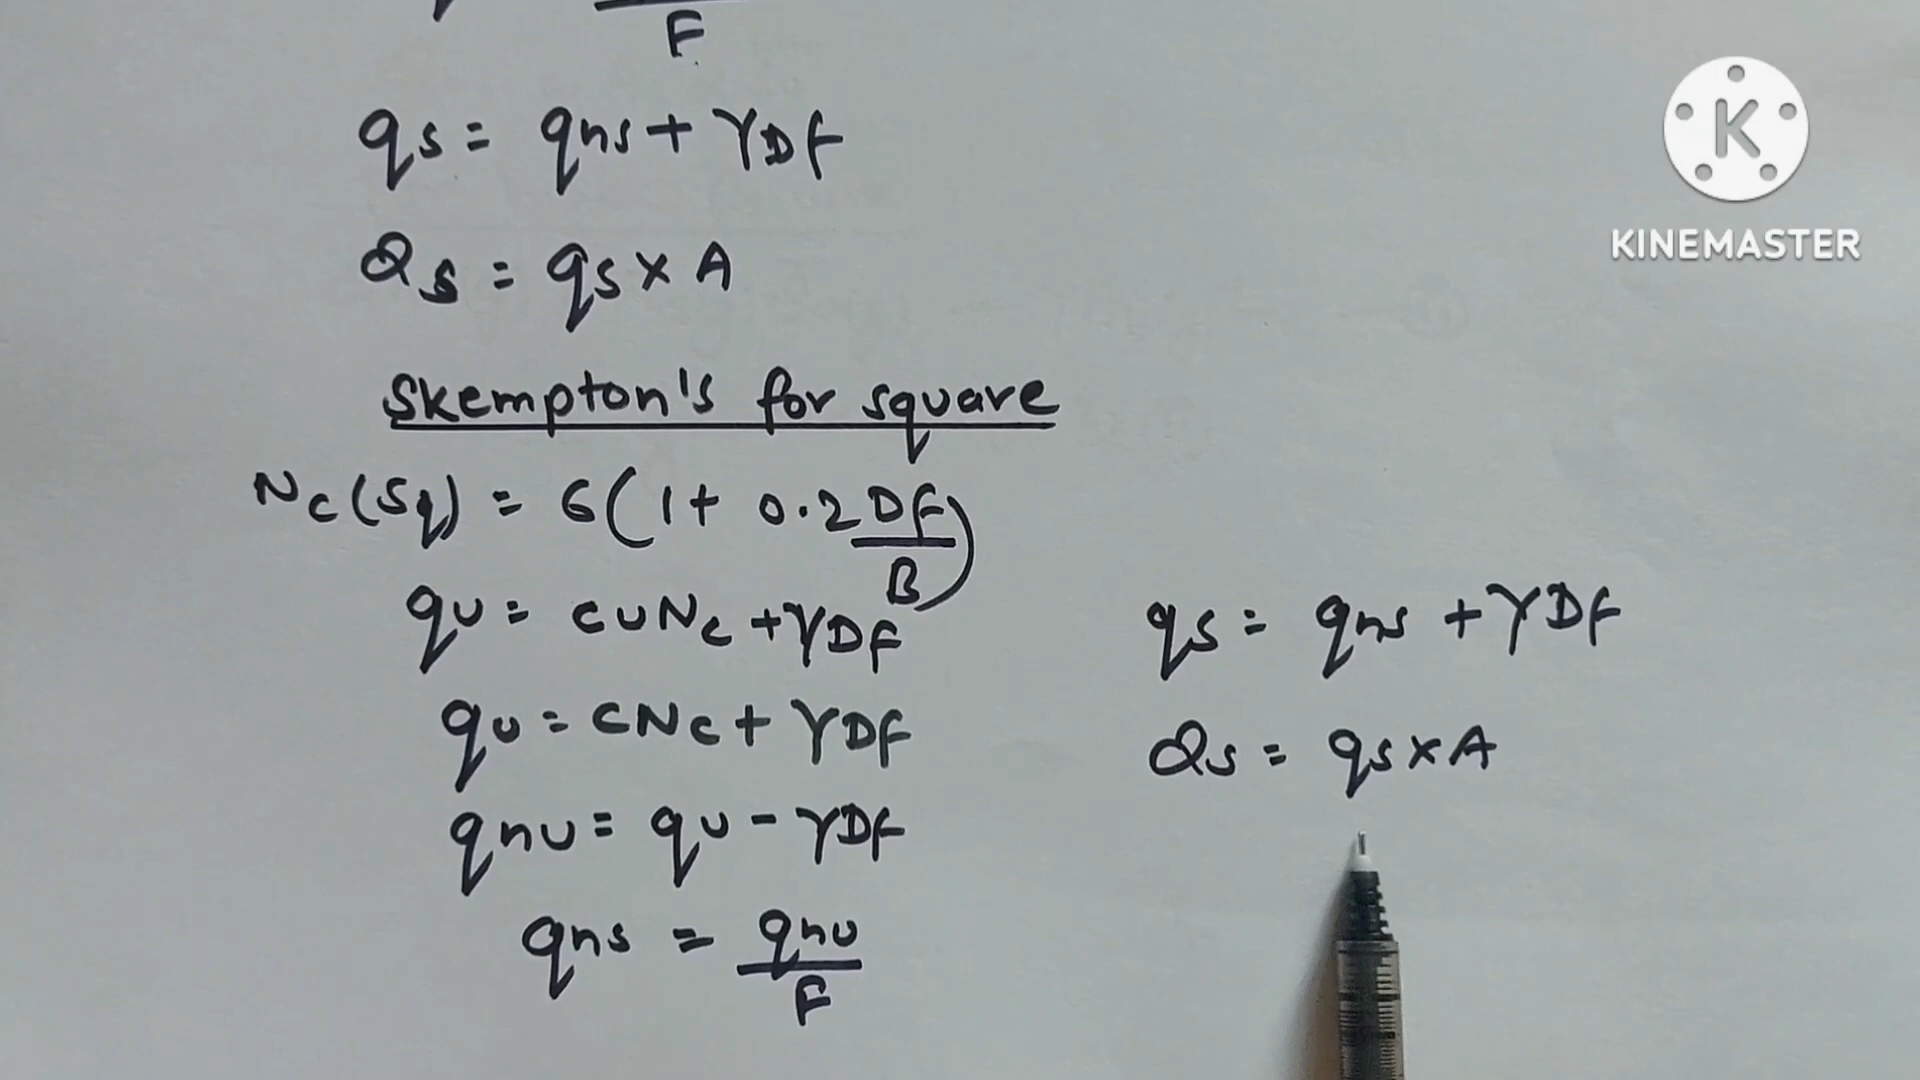 F
qs = qns + γDf
Qs = qs × A
Skempton's for square
Nc(Sq) = 6(1 + 0.2 Df/B)
qu = CUNc + γDf
qu = CNc + γDf
qnu = qu - γDf
qns = qnu/F
qs = qns + γDf
Qs = qs × A
K
KINEMASTER